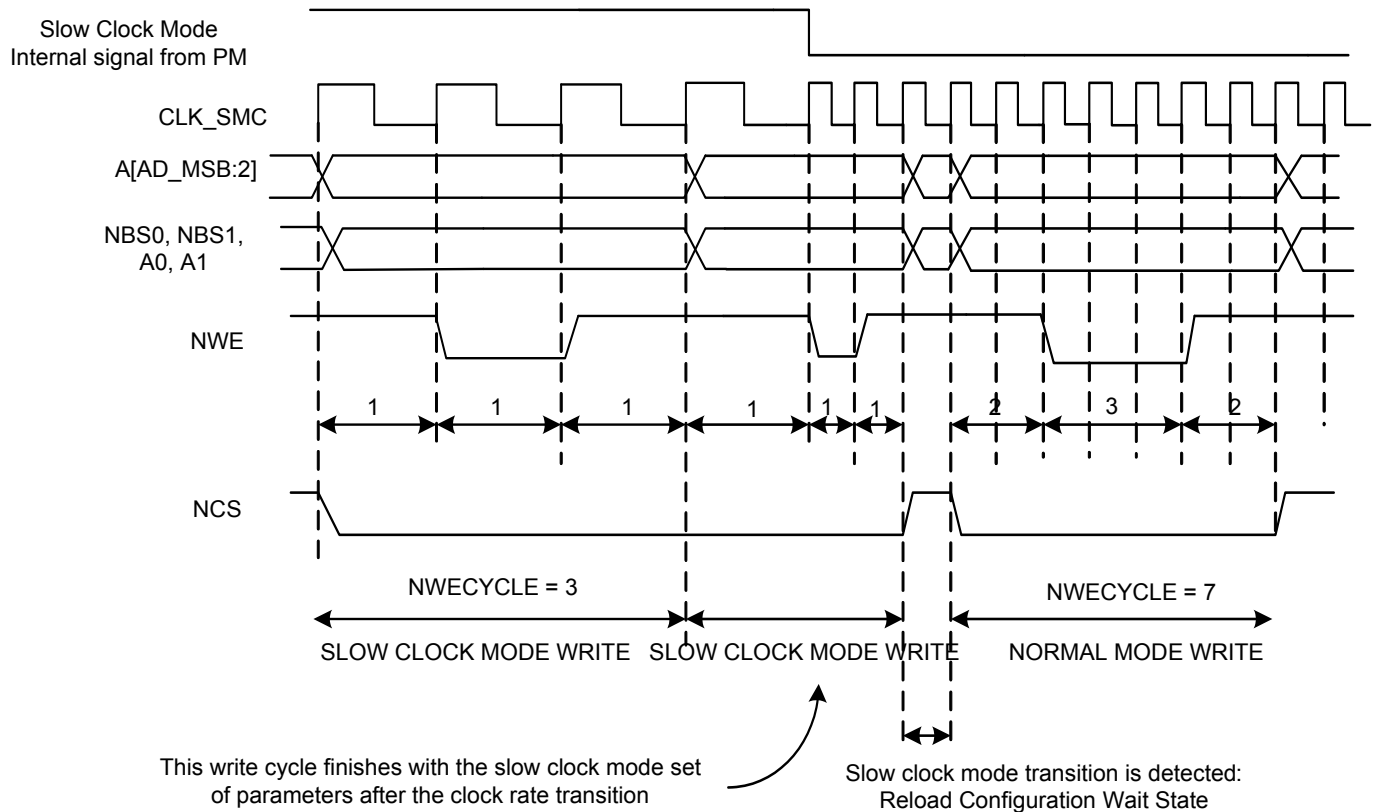 Slow Clock Mode
Internal signal from PM
CLK_SMC
A[AD_MSB:2]
NBS0, NBS1,
A0, A1
NWE
1 1 1 1 1 1 2 3 2
NCS
NWECYCLE = 3 NWECYCLE = 7
SLOW CLOCK MODE WRITE SLOW CLOCK MODE WRITE NORMAL MODE WRITE
This write cycle finishes with the slow clock mode set
of parameters after the clock rate transition
Slow clock mode transition is detected:
Reload Configuration Wait State